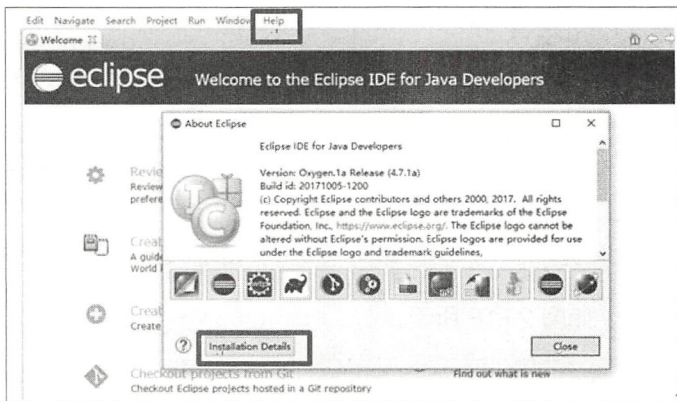 Edit Navigate Search Project Run Window Help
Welcome
eclipse Welcome to the Eclipse IDE for Java Developers
About Eclipse
Eclipse IDE for Java Developers
Version: Oxygen.1a Release (4.7.1a)
Build id: 20171005-1200
(c) Copyright Eclipse contributors and others 2000, 2017. All rights
reserved. Eclipse and the Eclipse logo are trademarks of the Eclipse
Foundation, Inc., https://www.eclipse.org/. The Eclipse logo cannot be
altered without Eclipse's permission. Eclipse logos are provided for use
under the Eclipse logo and trademark guidelines,
Revie
Review
prefere
Creat
A guide
World
Creat
Create
Installation Details
Close
Checkout projects from Git
Checkout Eclipse projects hosted in a Git repository
Find out what is new